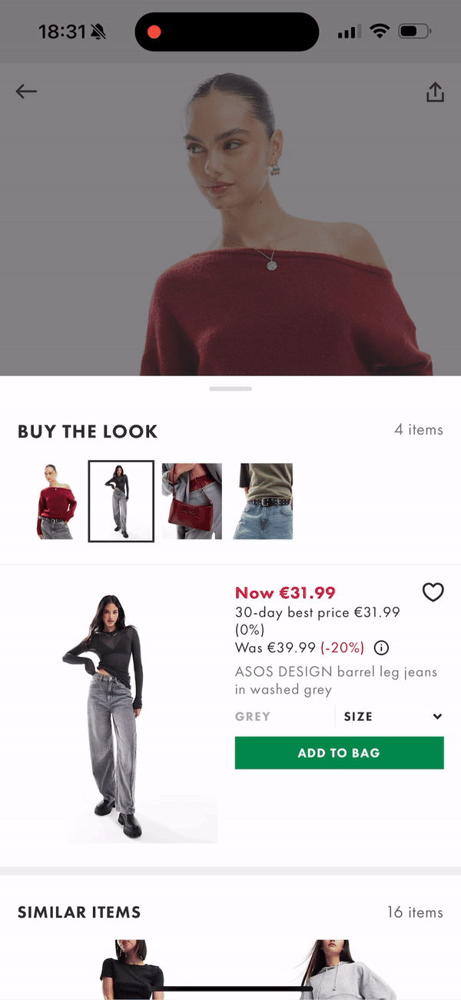 18:31
BUY THE LOOK
4 items
Now €31.99
30-day best price €31.99
(0%)
Was €39.99 (-20%)
ASOS DESIGN barrel leg jeans
in washed grey
GREY
SIZE
ADD TO BAG
SIMILAR ITEMS
16 items